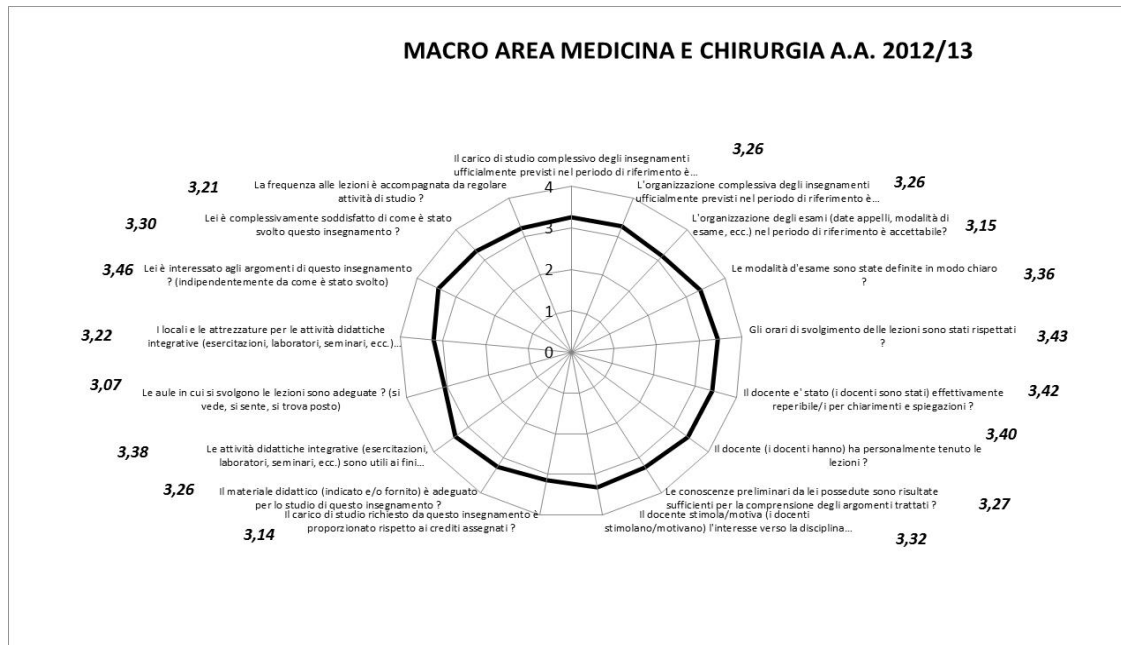 MACRO AREA MEDICINA E CHIRURGIA A.A. 2012/13
3,26
Il carico di studio complessivo degli insegnamenti
ufficialmente previsti nel periodo di riferimento è...
3,26
L'organizzazione complessiva degli insegnamenti
ufficialmente previsti nel periodo di riferimento è...
3,15
L'organizzazione degli esami (date appelli, modalità di
esame, ecc.) nel periodo di riferimento è accettabile?
3,36
Le modalità d'esame sono state definite in modo chiaro
?
3,43
Gli orari di svolgimento delle lezioni sono stati rispettati
?
3,42
Il docente e' stato (i docenti sono stati) effettivamente
reperibile/i per chiarimenti e spiegazioni ?
3,40
Il docente (i docenti hanno) ha personalmente tenuto le
lezioni ?
3,27
Le conoscenze preliminari da lei possedute sono risultate
sufficienti per la comprensione degli argomenti trattati ?
3,32
Il docente stimola/motiva (i docenti
stimolano/motivano) l'interesse verso la disciplina...
3,14
Il carico di studio richiesto da questo insegnamento è
proporzionato rispetto ai crediti assegnati ?
3,26
Il materiale didattico (indicato e/o fornito) è adeguato
per lo studio di questo insegnamento ?
3,38
Le attività didattiche integrative (esercitazioni,
laboratori, seminari, ecc.) sono utili ai fini...
3,07
Le aule in cui si svolgono le lezioni sono adeguate ? (si
vede, si sente, si trova posto)
3,22
I locali e le attrezzature per le attività didattiche
integrative (esercitazioni, laboratori, seminari, ecc.)...
3,46
Lei è interessato agli argomenti di questo insegnamento
? (indipendentemente da come è stato svolto)
3,30
Lei è complessivamente soddisfatto di come è stato
svolto questo insegnamento ?
3,21
La frequenza alle lezioni è accompagnata da regolare
attività di studio ?
4
3
2
1
0